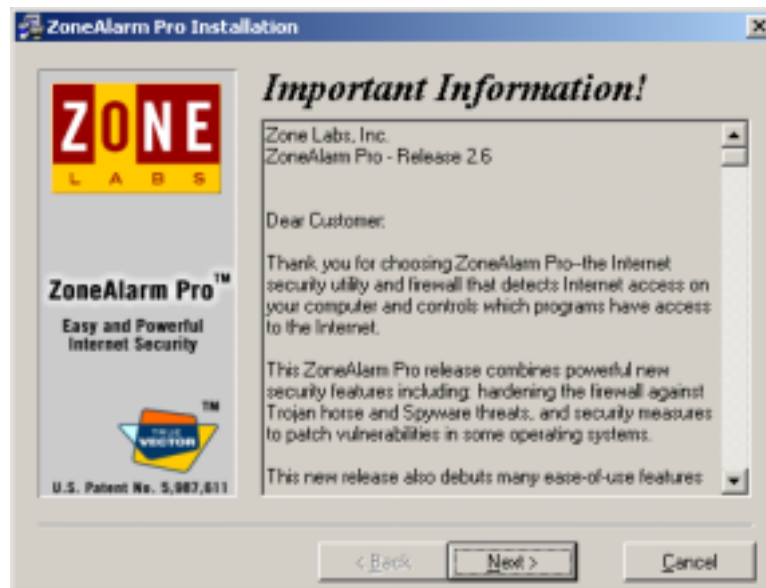 ZoneAlarm Pro Installation
ZONE
LABS
ZoneAlarm Pro™
Easy and Powerful
Internet Security
TM
TRUE
VECTOR
U.S. Patent No. 5,987,611
Important Information!
Zone Labs, Inc.
ZoneAlarm Pro - Release 2.6
Dear Customer:
Thank you for choosing ZoneAlarm Pro--the Internet
security utility and firewall that detects Internet access on
your computer and controls which programs have access
to the Internet.
This ZoneAlarm Pro release combines powerful new
security features including: hardening the firewall against
Trojan horse and Spyware threats, and security measures
to patch vulnerabilities in some operating systems.
This new release also debuts many ease-of-use features
< Back
Next >
Cancel